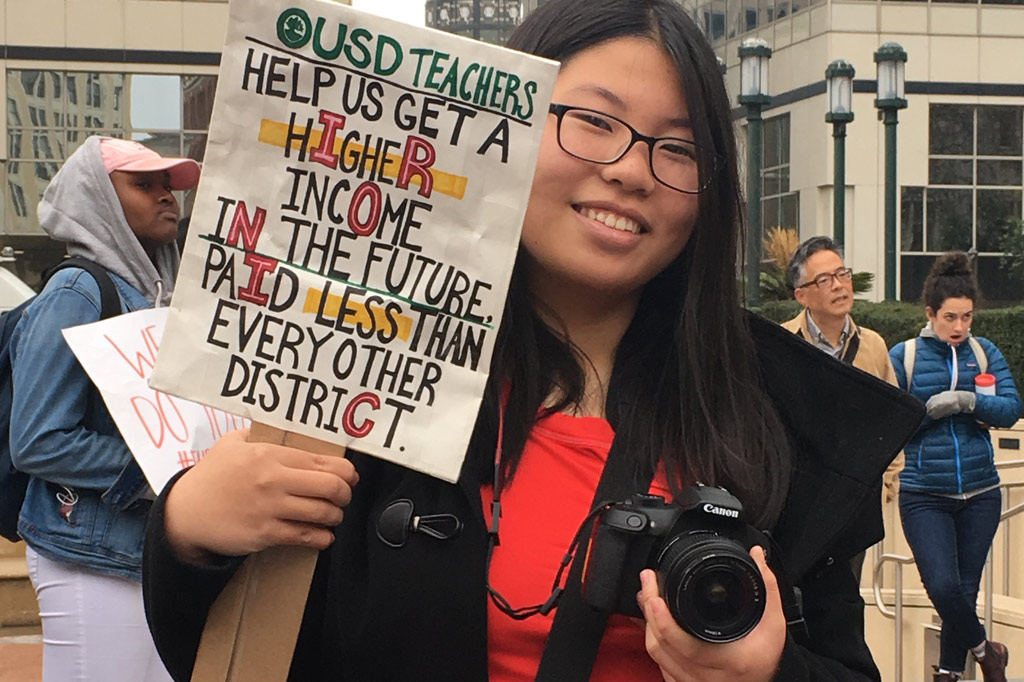 OUSD TEACHERS
HELP US GET A
HIGHER
INCOME
IN THE FUTURE.
PAID LESS THAN
EVERY OTHER
DISTRICT.
WE
DO
Canon